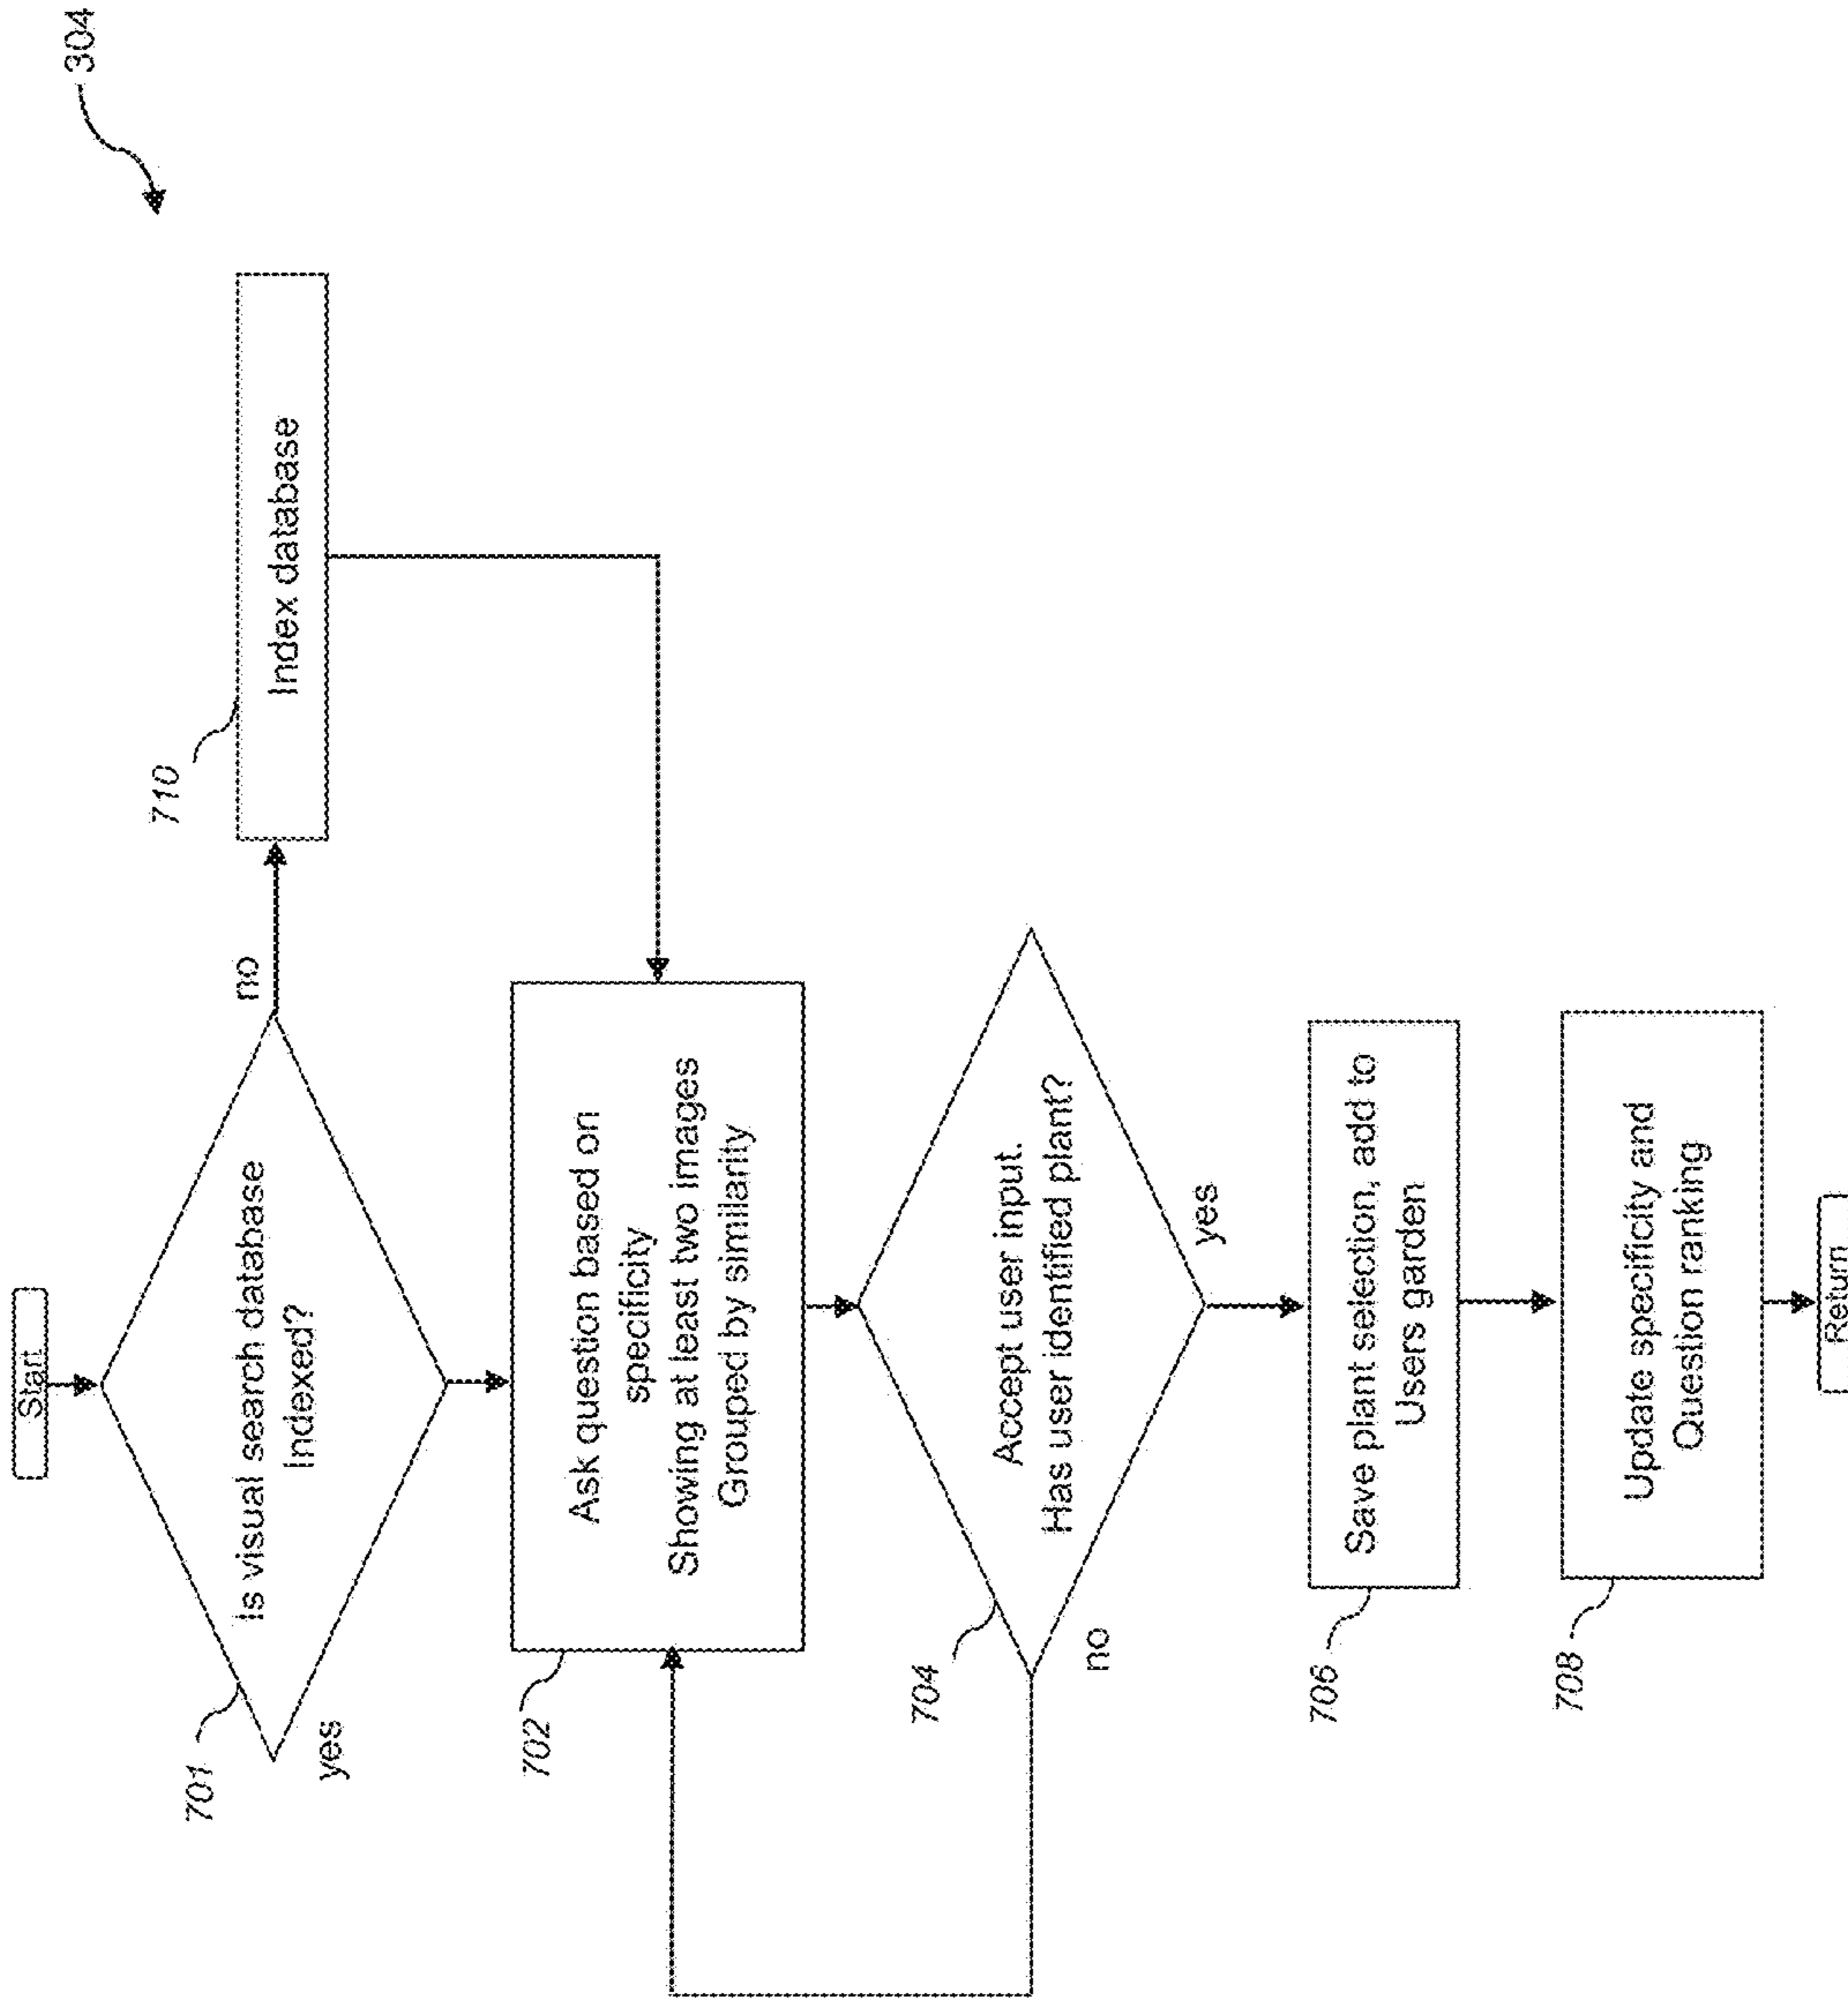 304
Start
Is visual search database
Indexed?
701
yes
no
710
Index database
702
Ask question based on
specificity
Showing at least two images
Grouped by similarity
704
Accept user input.
Has user identified plant?
no
yes
706
Save plant selection, add to
Users garden
708
Update specificity and
Question ranking
Return